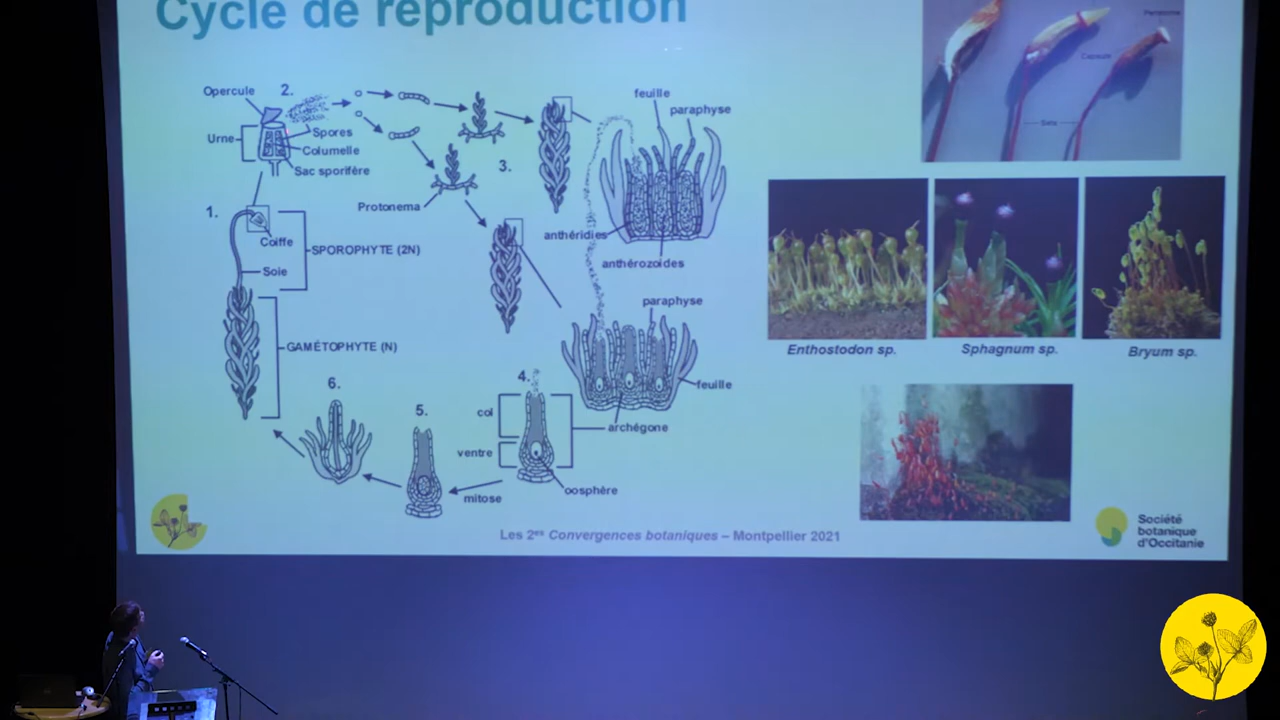 Cycle de reproduction
Opercule
2.
Urne
Spores
Columelle
Sac sporifère
1.
Coiffe
SPOROPHYTE (2N)
Soie
GAMÉTOPHYTE (N)
Protonema
3.
feuille
paraphyse
anthéridies
anthérozoides
paraphyse
feuille
archégone
4.
col
ventre
oosphère
mitose
5.
6.
Péristome
Capsule
Soie
Enthostodon sp.
Sphagnum sp.
Bryum sp.
Les 2es Convergences botaniques – Montpellier 2021
Société
botanique
d'Occitanie